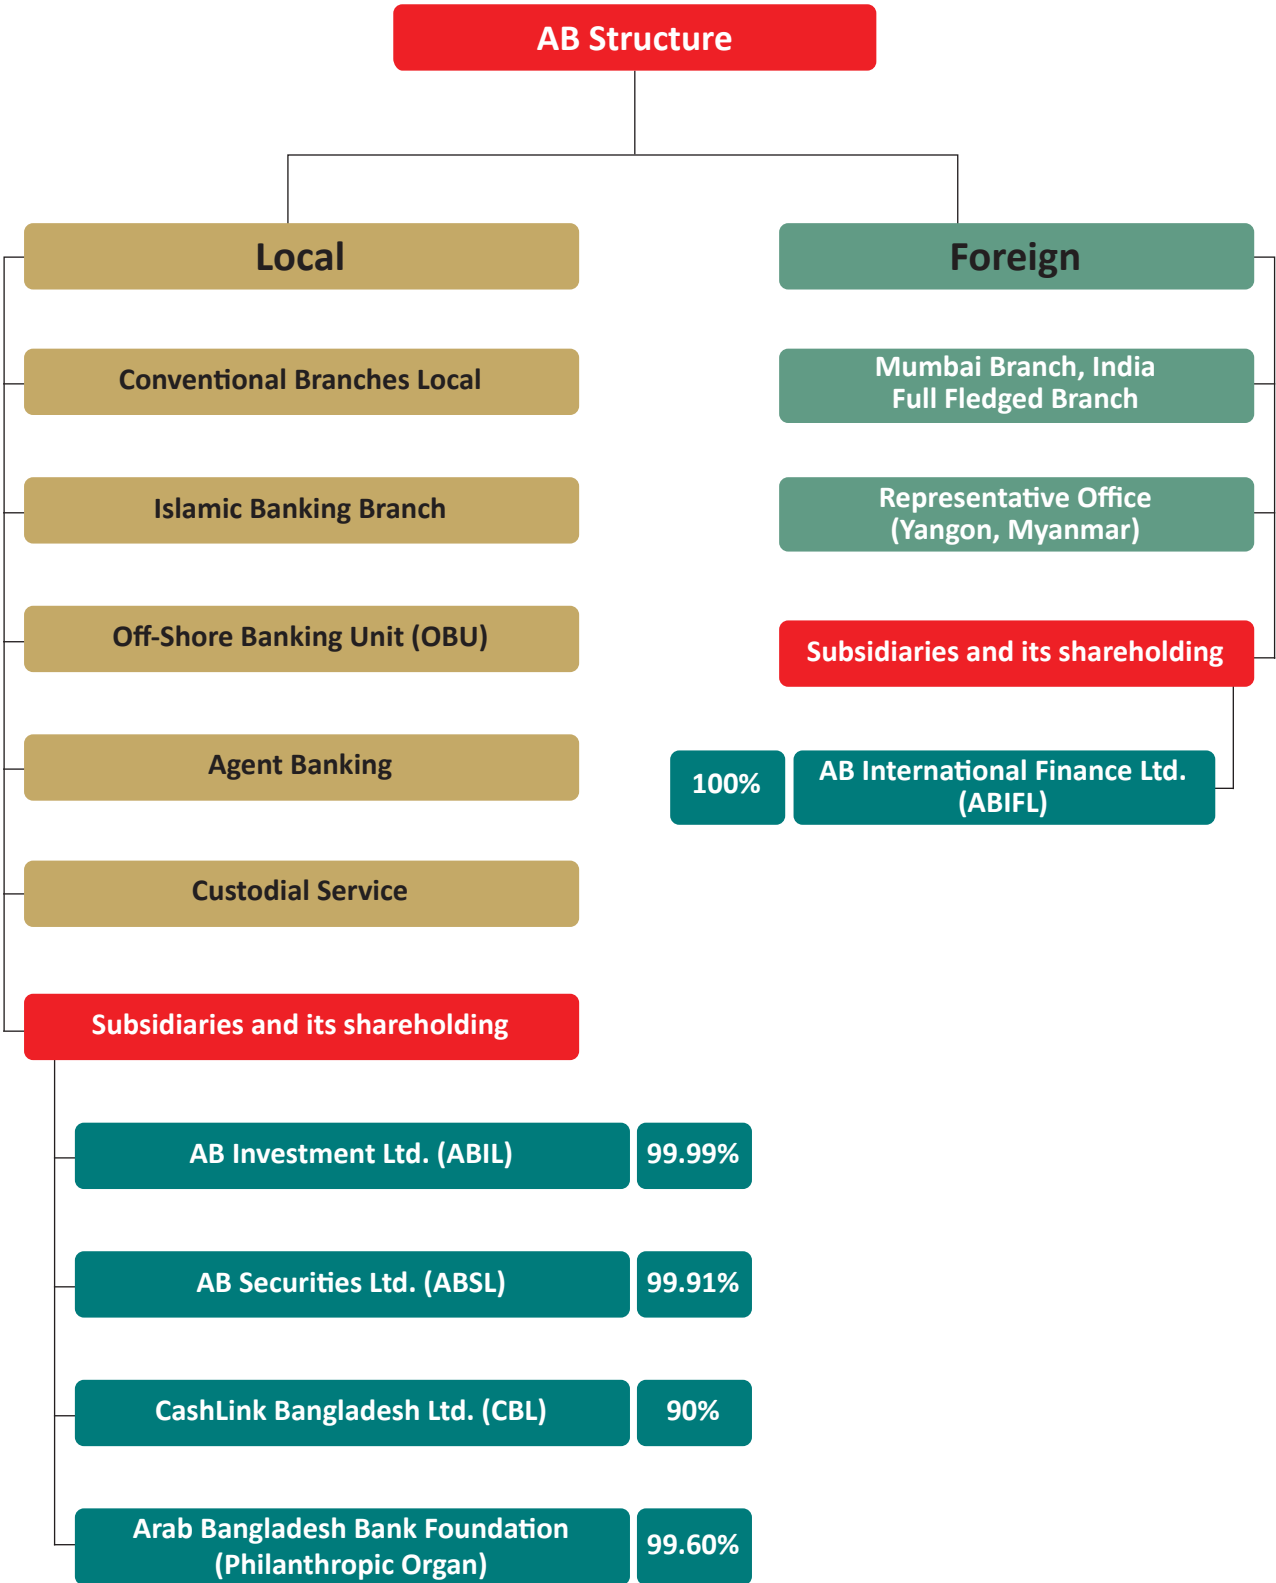 AB Structure
Local
Conventional Branches Local
Islamic Banking Branch
Off-Shore Banking Unit (OBU)
Agent Banking
Custodial Service
Subsidiaries and its shareholding
AB Investment Ltd. (ABIL) 99.99%
AB Securities Ltd. (ABSL) 99.91%
CashLink Bangladesh Ltd. (CBL) 90%
Arab Bangladesh Bank Foundation
(Philanthropic Organ) 99.60%
Foreign
Mumbai Branch, India
Full Fledged Branch
Representative Office
(Yangon, Myanmar)
Subsidiaries and its shareholding
100% AB International Finance Ltd.
(ABIFL)